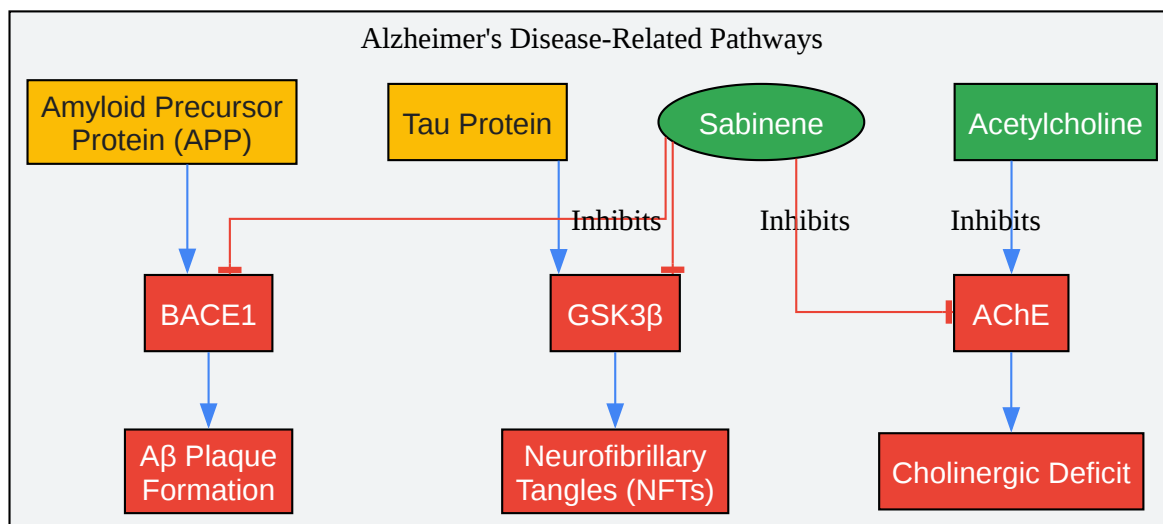 Alzheimer's Disease-Related Pathways
Amyloid Precursor
Protein (APP)
Tau Protein
Sabinene
Acetylcholine
Inhibits
Inhibits
Inhibits
BACE1
GSK3β
AChE
Aβ Plaque
Formation
Neurofibrillary
Tangles (NFTs)
Cholinergic Deficit